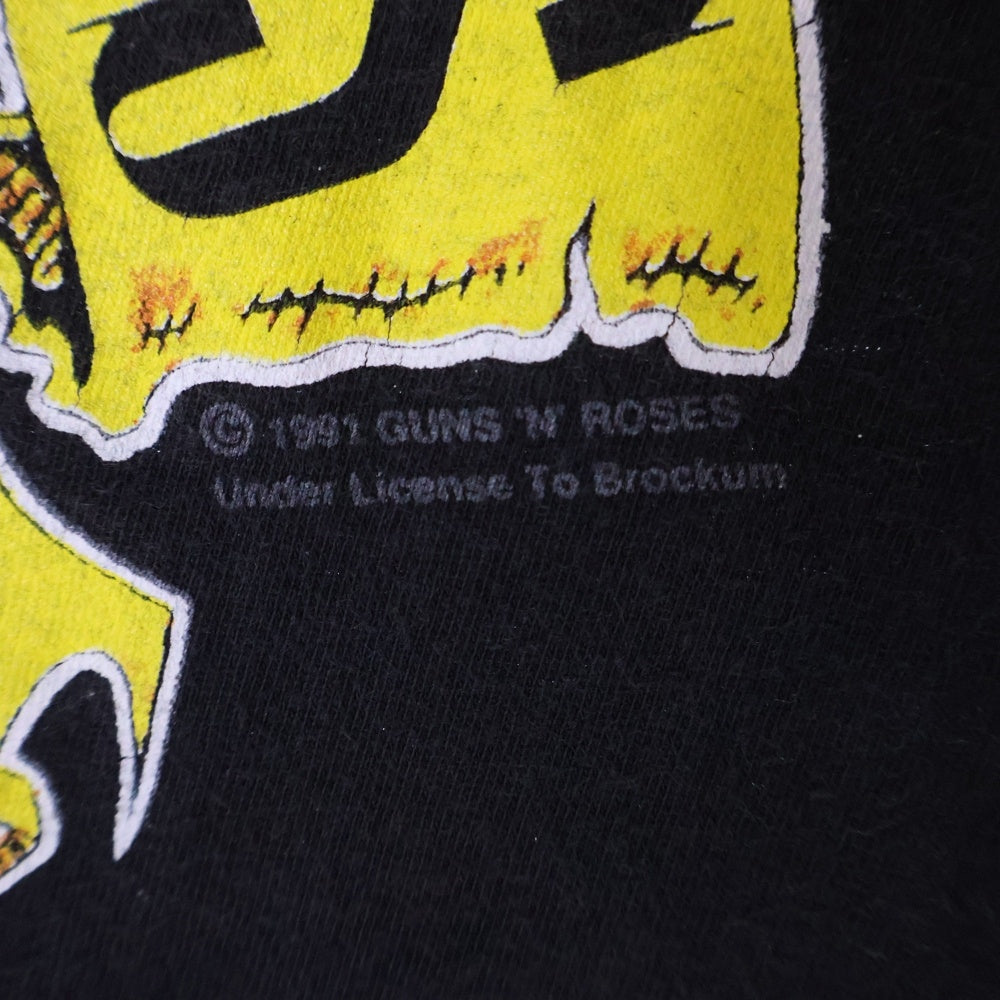 © 1991 GUNS 'N' ROSES
Under License To Brockum